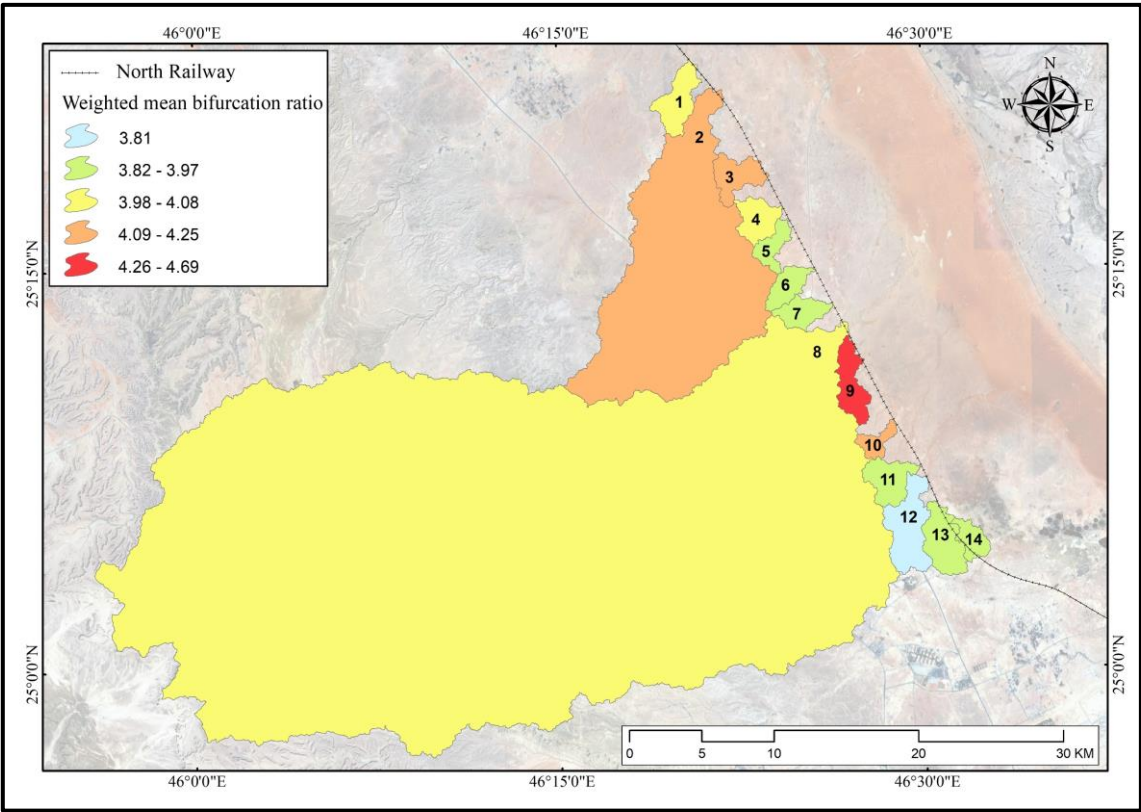 46°0'0"E 46°15'0"E 46°30'0"E
North Railway
Weighted mean bifurcation ratio
3.81
3.82 - 3.97
3.98 - 4.08
4.09 - 4.25
4.26 - 4.69
N
W E
S
1
2
3
4
5
6
7
8
9
10
11
12
13 14
25°15'0"N 25°15'0"N
25°0'0"N 25°0'0"N
0 5 10 20 30 KM
46°0'0"E 46°15'0"E 46°30'0"E